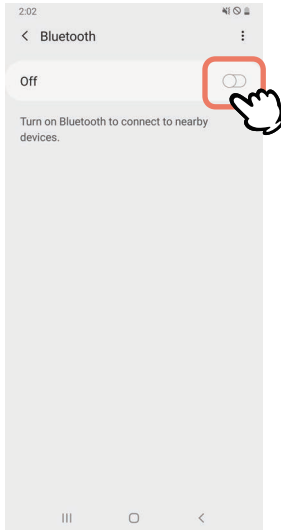 2:02
Bluetooth
Off
Turn on Bluetooth to connect to nearby
devices.